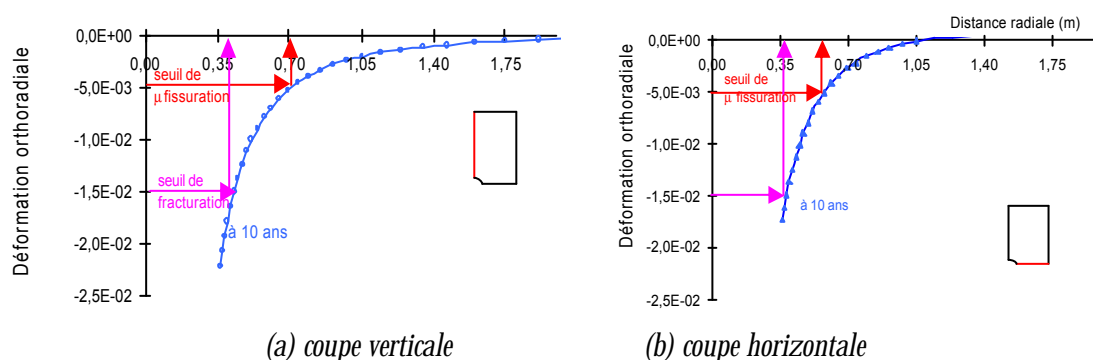 Déformation orthoradiale
0,0E+00
-5,0E-03
-1,0E-02
-1,5E-02
-2,0E-02
-2,5E-02
0,00 0,35 0,70 1,05 1,40 1,75
seuil de
µ fissuration
seuil de
fracturation
à 10 ans
(a) coupe verticale
Distance radiale (m)
Déformation orthoradiale
0,0E+00
-5,0E-03
-1,0E-02
-1,5E-02
-2,0E-02
-2,5E-02
0,00 0,35 0,70 1,05 1,40 1,75
seuil de
µ fissuration
à 10 ans
(b) coupe horizontale